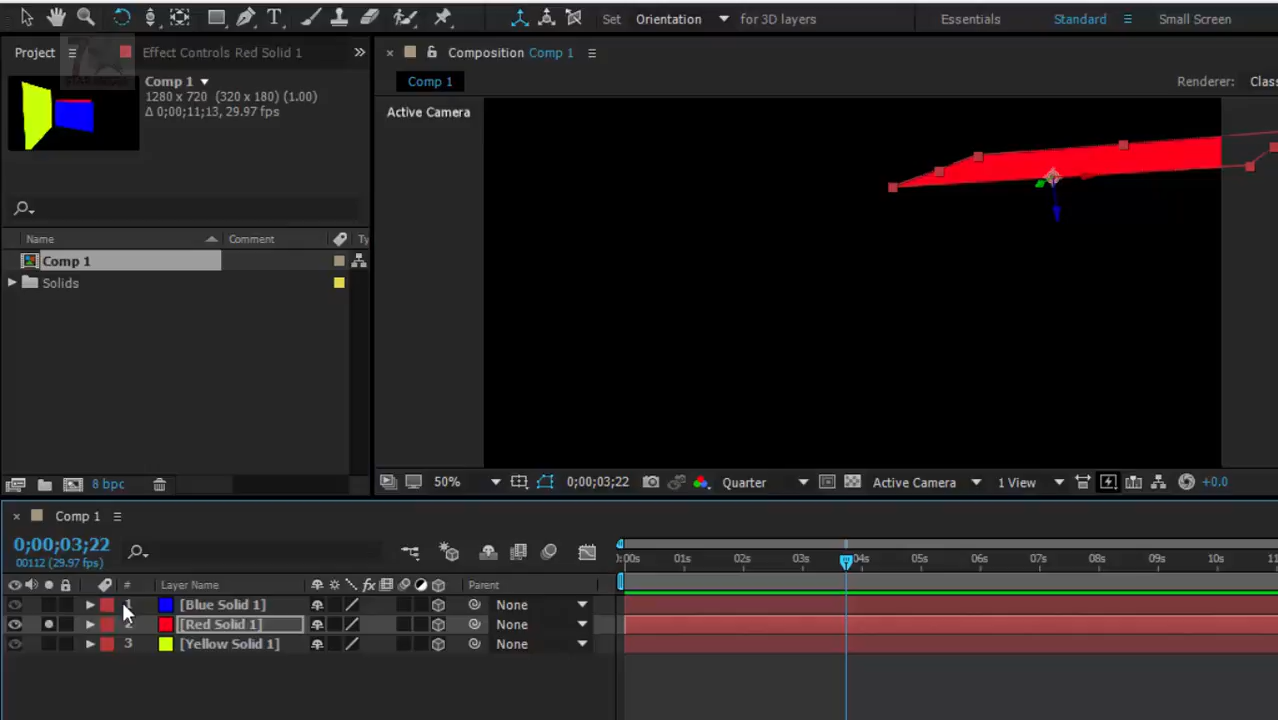 Set Orientation for 3D layers Essentials Standard Small Screen
Project Effect Controls Red Solid 1
Composition Comp 1
Comp 1
1280 x 720 (320 x 180) (1.00)
Δ 0;00;11;13, 29.97 fps
Comp 1
Renderer: Class
Active Camera
Name Comment Ty
Comp 1
Solids
8 bpc
50% 0;00;03;22 Quarter Active Camera 1 View +0.0
Comp 1
0;00;03;22
00112 (29.97 fps)
:00s 01s 02s 03s 04s 05s 06s 07s 08s 09s 10s
# Layer Name fx Parent
1 [Blue Solid 1] None
2 [Red Solid 1] None
3 [Yellow Solid 1] None